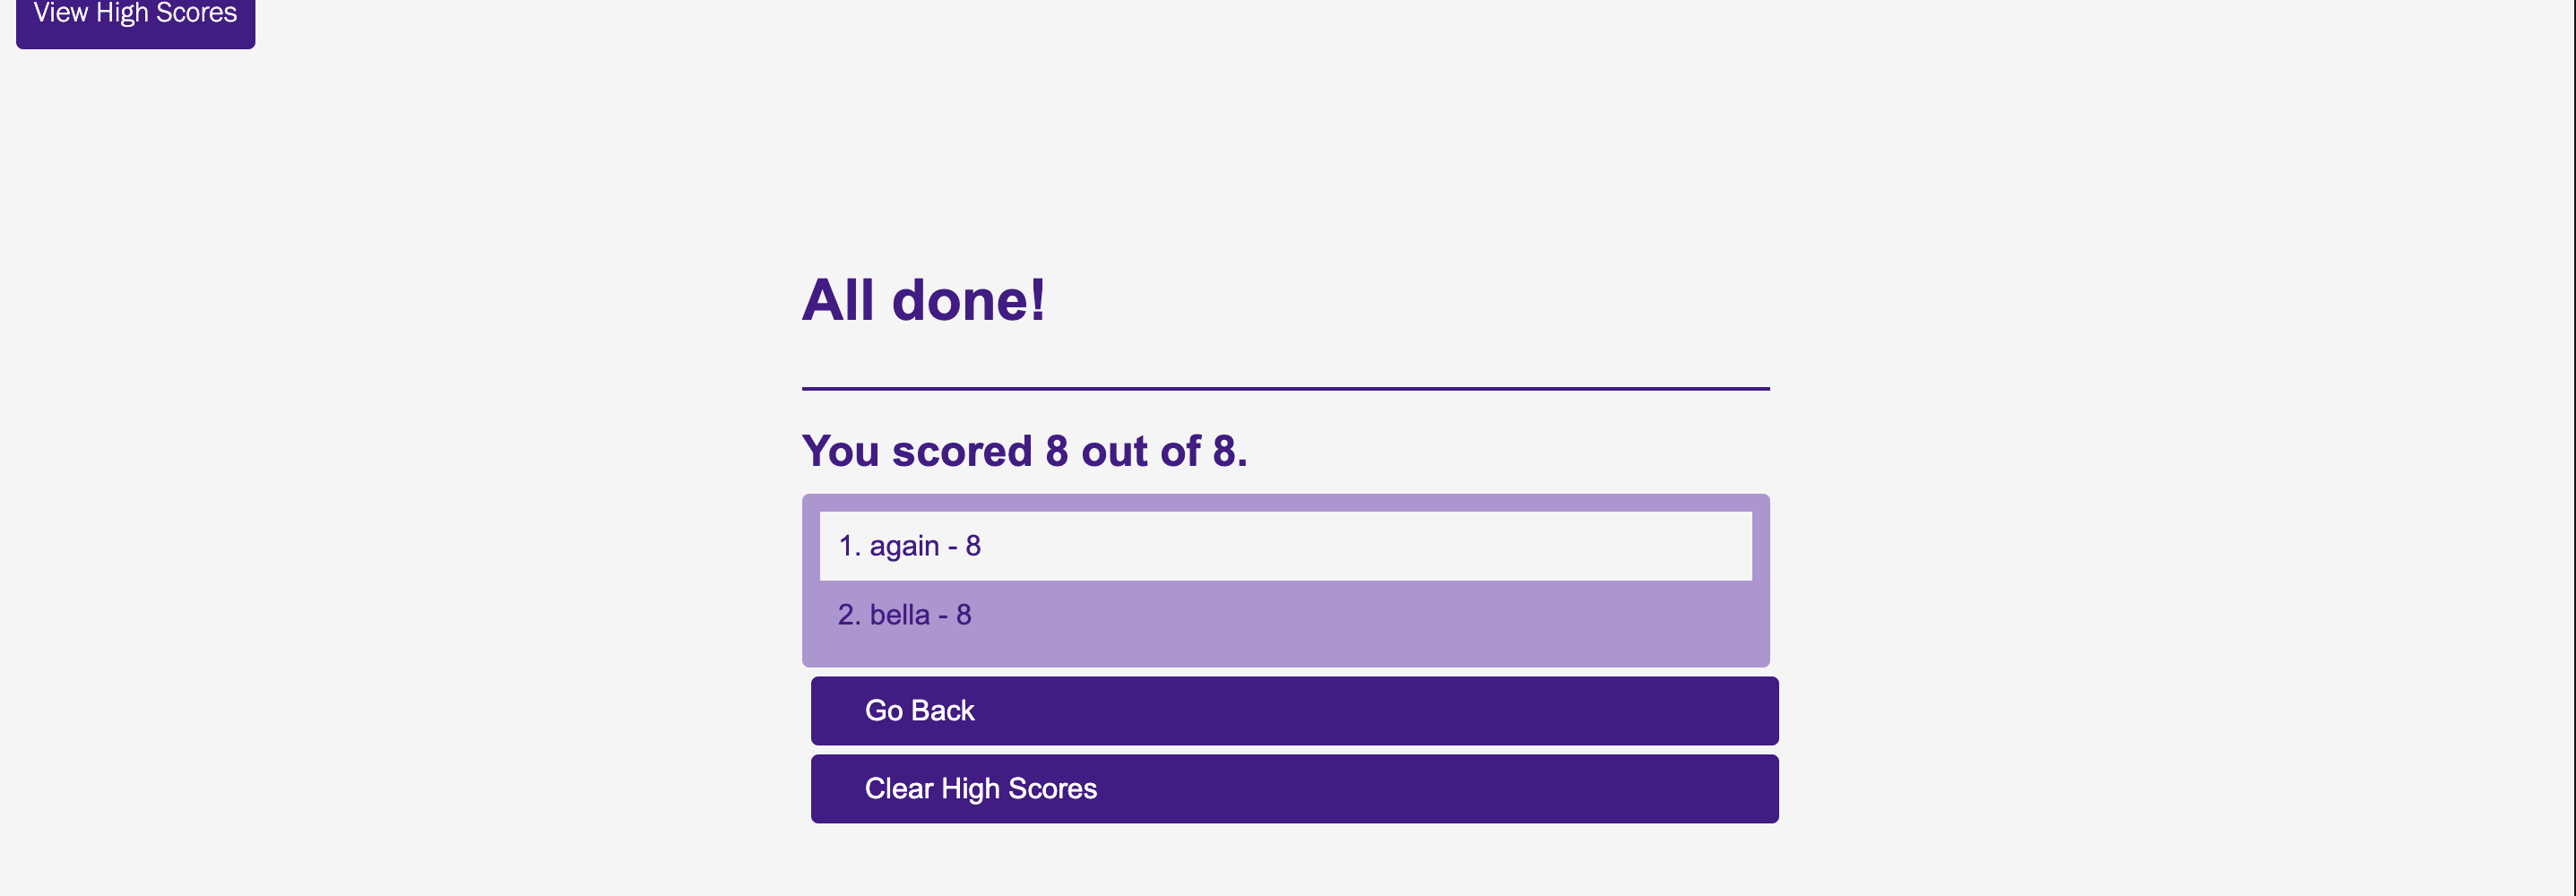 View High Scores
All done!
You scored 8 out of 8.
1. again - 8
2. bella - 8
Go Back
Clear High Scores